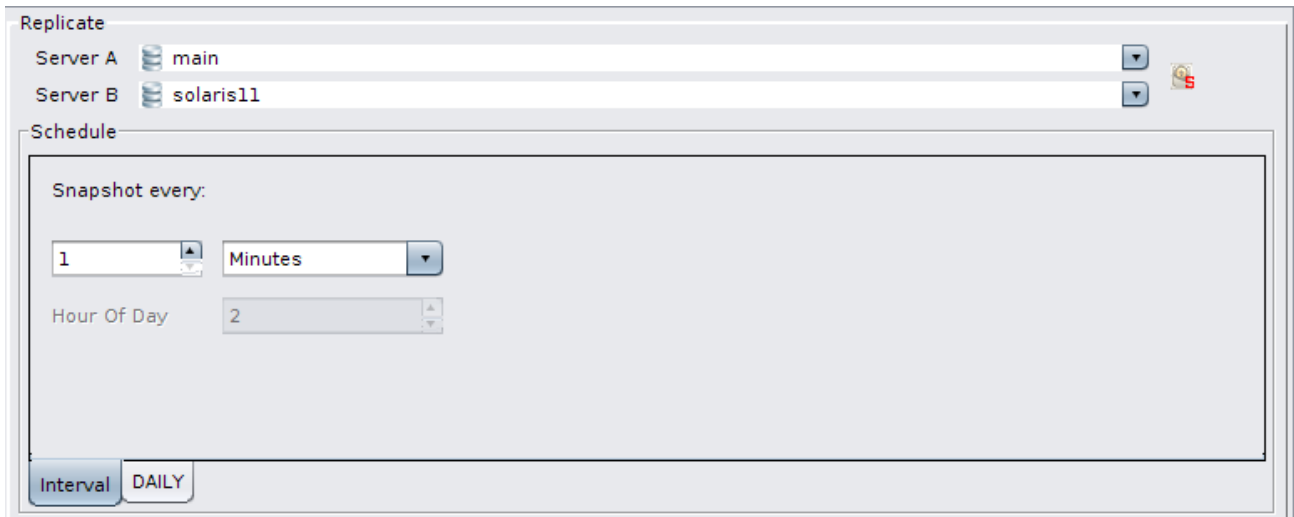 Replicate
Server A main
Server B solaris11
S
Schedule
Snapshot every:
1 Minutes
Hour Of Day 2
Interval DAILY